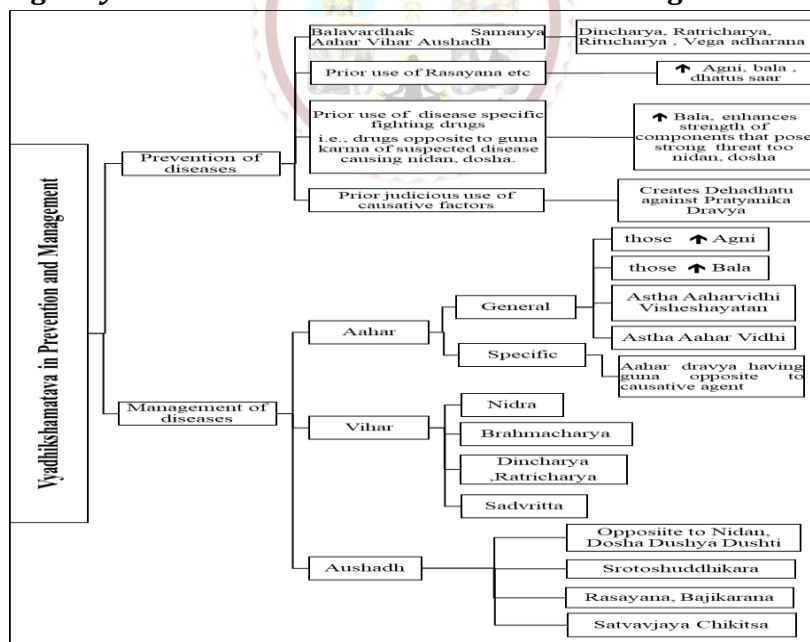 Balavardhak Samanya
Aahar Vihar Aushadh
Dincharya, Ratricharya,
Ritucharya , Vega adharana
Prior use of Rasayana etc
↑ Agni, bala ,
dhatus saar
Prior use of disease specific
fighting drugs
i.e., drugs opposite to guna
karma of suspected disease
causing nidan, dosha.
↑ Bala, enhances
strength of
components that pose
strong threat too
nidan, dosha
Prevention of
diseases
Prior judicious use of
causative factors
Creates Dehadhatu
against Pratyanika
Dravya
Vyadhikshamatava in Prevention and Management
those ↑ Agni
those ↑ Bala
General
Astha Aaharvidhi
Visheshayatan
Aahar
Astha Aahar Vidhi
Specific
Aahar dravya having
guna opposite to
causative agent
Management of
diseases
Vihar
Nidra
Brahmacharya
Dincharya
,Ratricharya
Sadvritta
Aushadh
Opposiite to Nidan,
Dosha Dushya Dushti
Srotoshuddhikara
Rasayana, Bajikarana
Satvavjaya Chikitsa